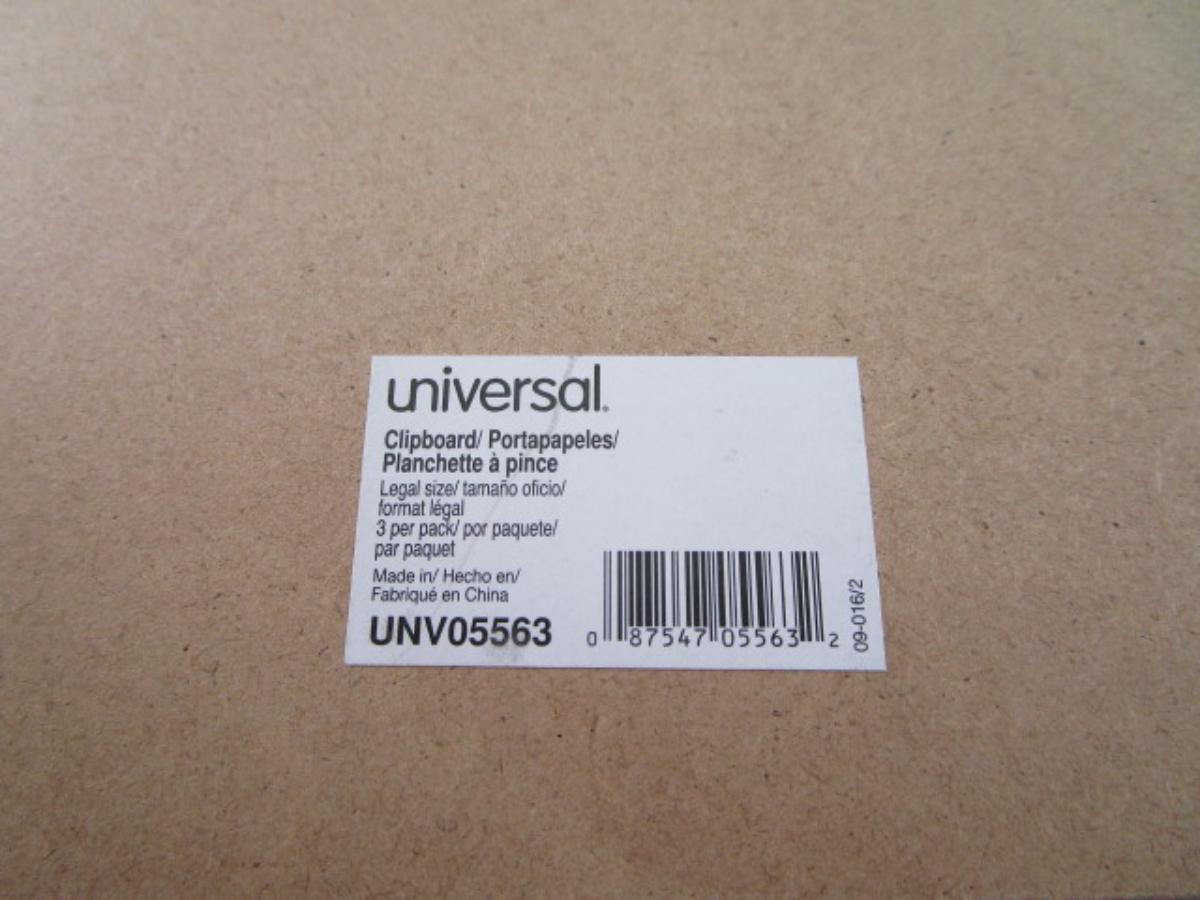 universal.
Clipboard/ Portapapeles/
Planchette à pince
Legal size/ tamaño oficio/
format légal
3 per pack/ por paquete/
par paquet
Made in/ Hecho en/
Fabriqué en China
UNV05563
0 87547 05563 2
09-016/2